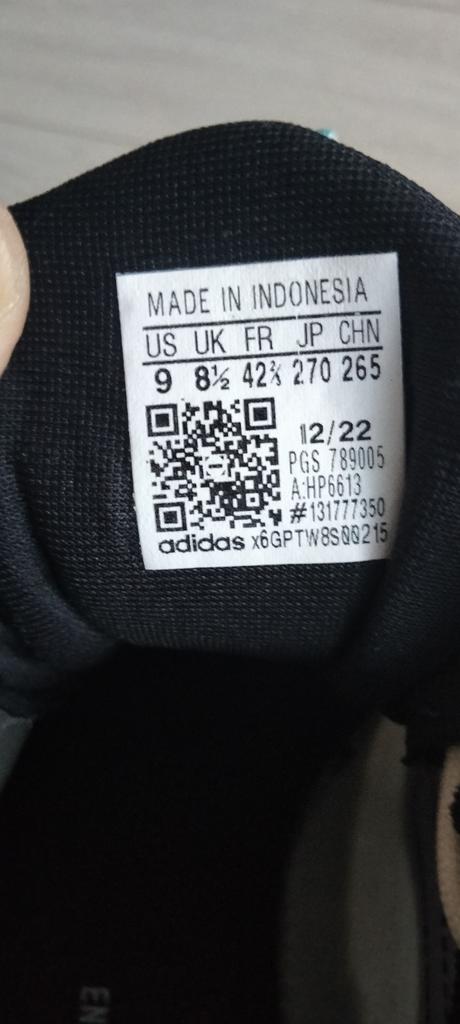 MADE IN INDONESIA
US UK FR JP CHN
9 8½ 42⅔ 270 265
12/22
PGS 789005
A:HP6613
#131777350
adidas x6GPTW8S00215
EN